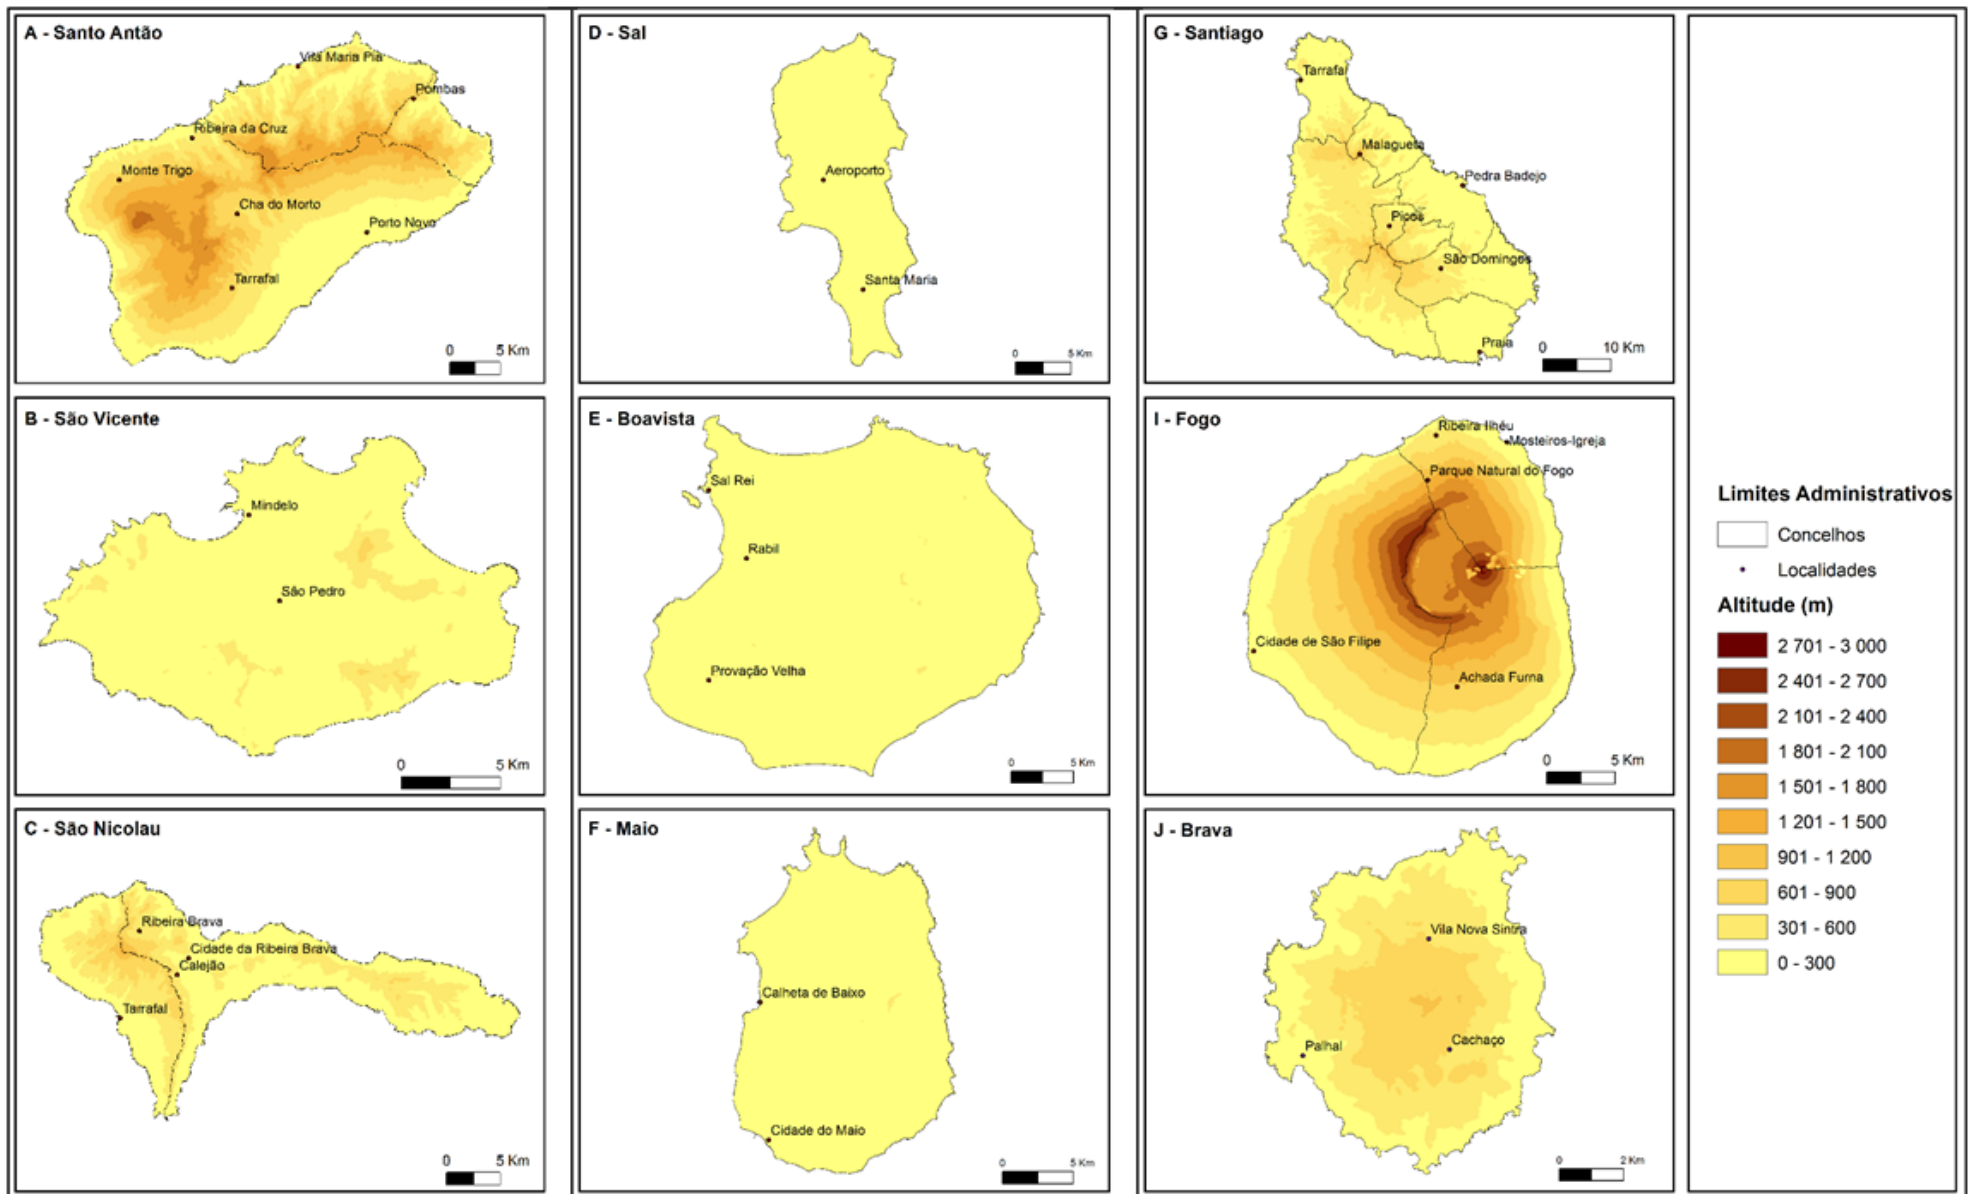 A - Santo Antão
Vila Maria Pia
Pombas
Ribeira da Cruz
Monte Trigo
Cha do Morto
Porto Novo
Tarrafal
0 5 Km
B - São Vicente
Mindelo
São Pedro
0 5 Km
C - São Nicolau
Ribeira Brava
Cidade da Ribeira Brava
Calejão
Tarrafal
0 5 Km
D - Sal
Aeroporto
Santa Maria
0 5 Km
E - Boavista
Sal Rei
Rabil
Provação Velha
0 5 Km
F - Maio
Calheta de Baixo
Cidade do Maio
0 5 Km
G - Santiago
Tarrafal
Malagueta
Pedra Badejo
Picos
São Domingos
Praia
0 10 Km
I - Fogo
Ribeira Ilhéu
Mosteiros-Igreja
Parque Natural do Fogo
Cidade de São Filipe
Achada Furna
0 5 Km
J - Brava
Vila Nova Sintra
Cachaço
Palhal
0 2 Km
Limites Administrativos
Concelhos
Localidades
Altitude (m)
2 701 - 3 000
2 401 - 2 700
2 101 - 2 400
1 801 - 2 100
1 501 - 1 800
1 201 - 1 500
901 - 1 200
601 - 900
301 - 600
0 - 300